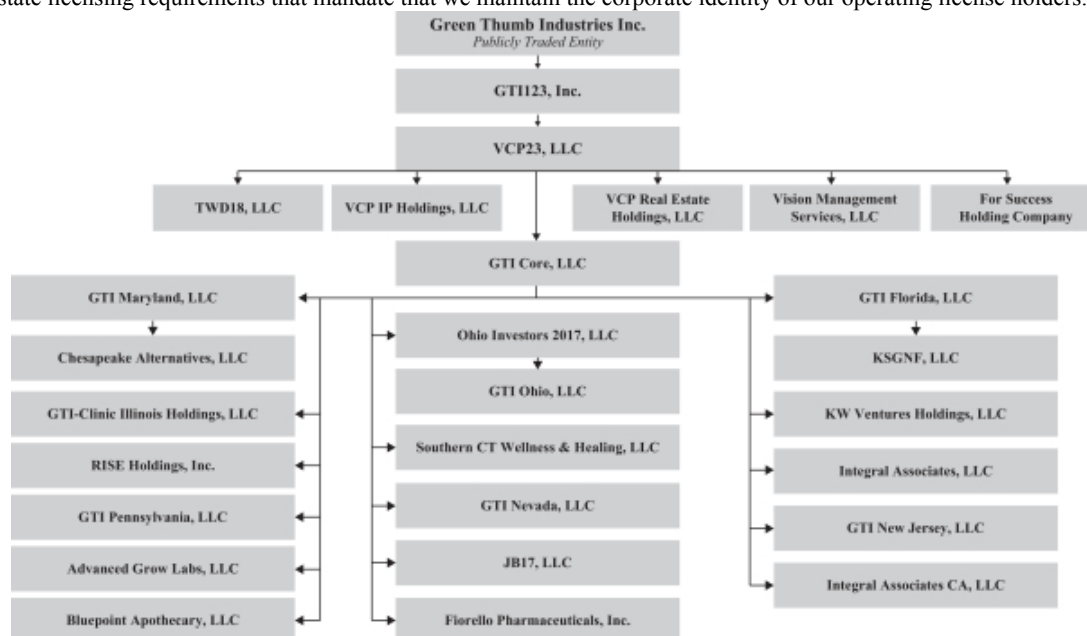 state licensing requirements that mandate that we maintain the corporate identity of our operating license holders.
Green Thumb Industries Inc.
Publicly Traded Entity
GTI123, Inc.
VCP23, LLC
TWD18, LLC
VCP IP Holdings, LLC
VCP Real Estate
Holdings, LLC
Vision Management
Services, LLC
For Success
Holding Company
GTI Core, LLC
GTI Maryland, LLC
Chesapeake Alternatives, LLC
GTI-Clinic Illinois Holdings, LLC
RISE Holdings, Inc.
GTI Pennsylvania, LLC
Advanced Grow Labs, LLC
Bluepoint Apothecary, LLC
Ohio Investors 2017, LLC
GTI Ohio, LLC
Southern CT Wellness & Healing, LLC
GTI Nevada, LLC
JB17, LLC
Fiorello Pharmaceuticals, Inc.
GTI Florida, LLC
KSGNF, LLC
KW Ventures Holdings, LLC
Integral Associates, LLC
GTI New Jersey, LLC
Integral Associates CA, LLC